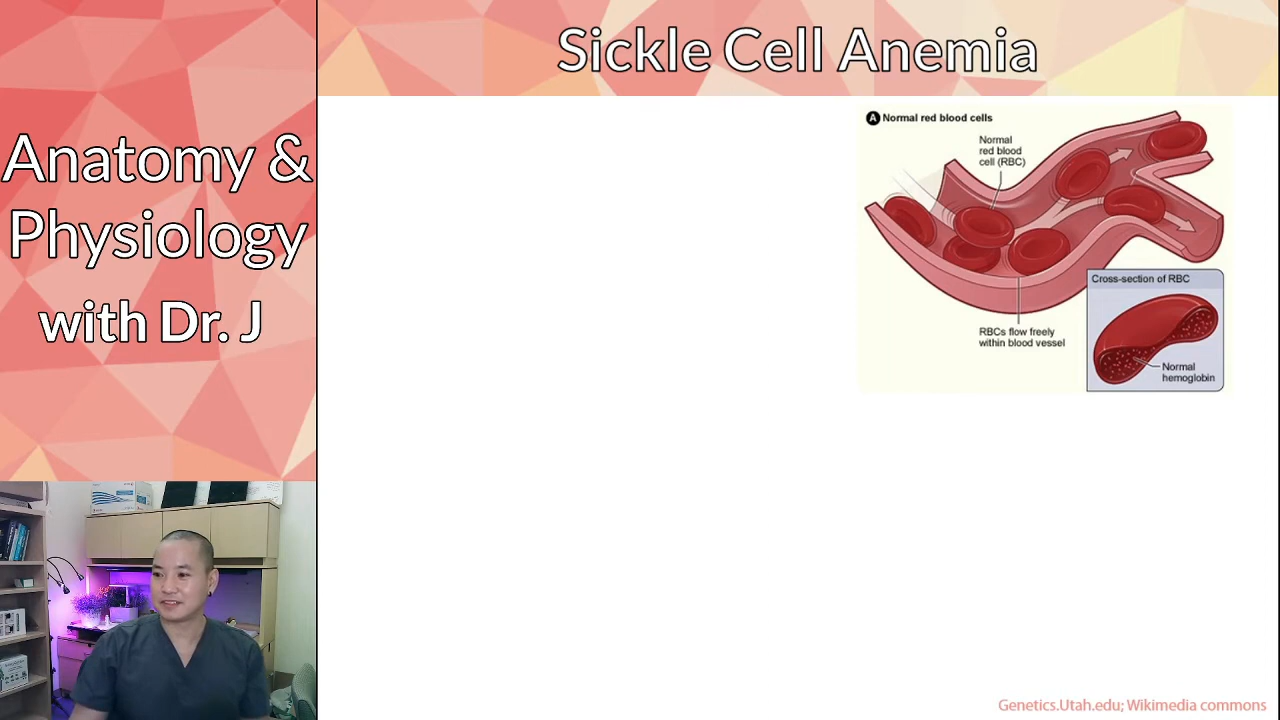 Anatomy &
Physiology
with Dr. J
Sickle Cell Anemia
A Normal red blood cells
Normal
red blood
cell (RBC)
RBCs flow freely
within blood vessel
Cross-section of RBC
Normal
hemoglobin
Genetics.Utah.edu; Wikimedia commons